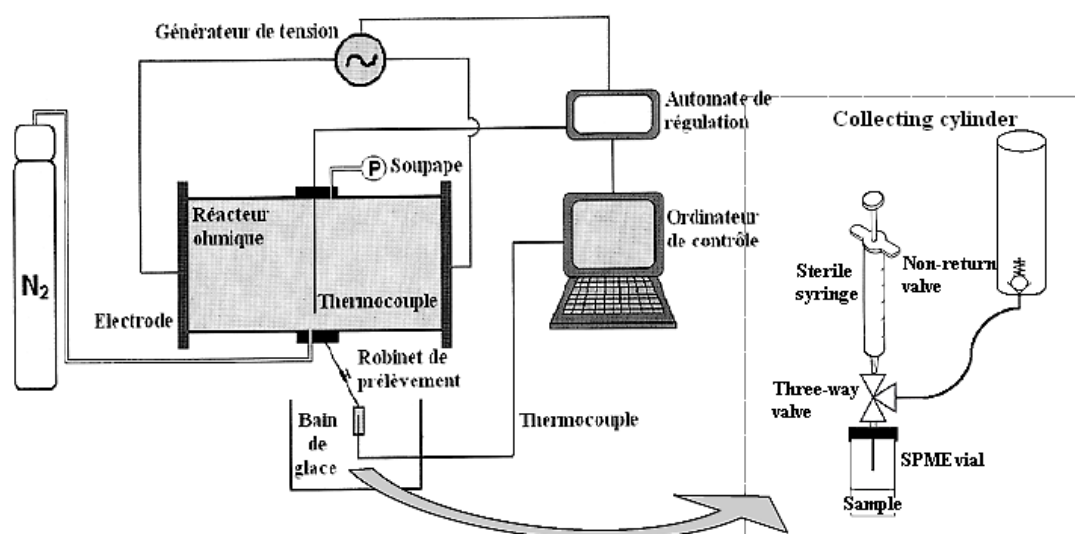 Générateur de tension
Automate de
régulation
Collecting cylinder
P
Soupape
Réacteur
ohmique
Ordinateur
de contrôle
N2
Thermocouple
Electrode
Sterile
syringe
Non-return
valve
Robinet de
prélèvement
Bain
de
glace
Thermocouple
Three-way
valve
SPME vial
Sample